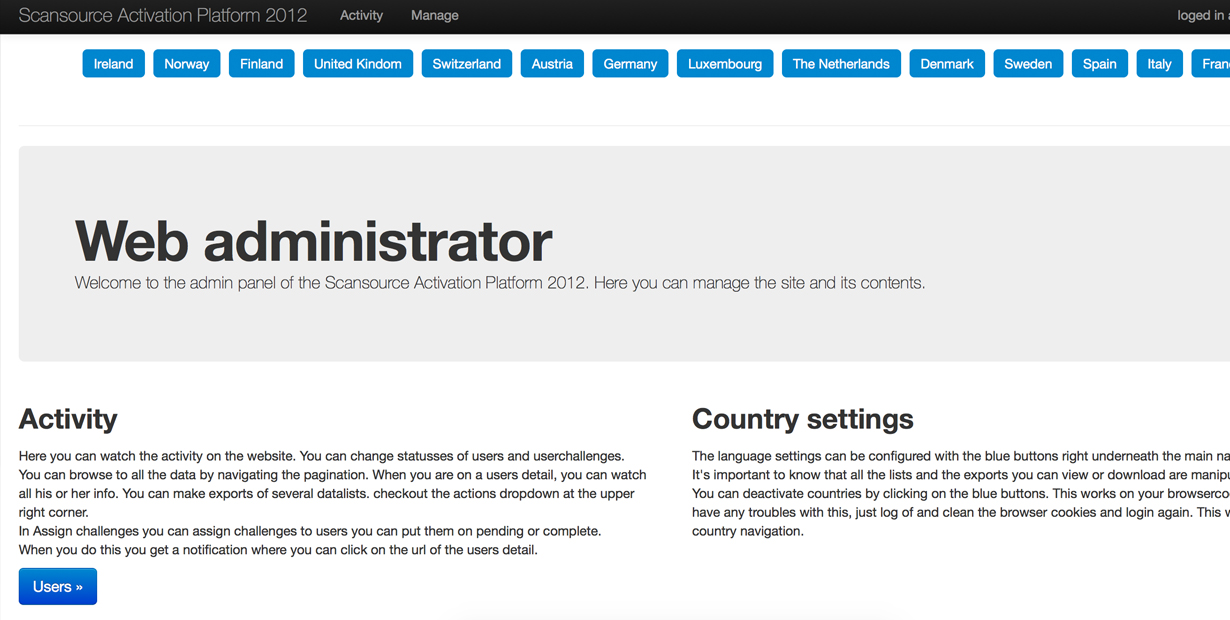 Scansource Activation Platform 2012 Activity Manage loged in
Ireland Norway Finland United Kindom Switzerland Austria Germany Luxembourg The Netherlands Denmark Sweden Spain Italy
Web administrator
Welcome to the admin panel of the Scansource Activation Platform 2012. Here you can manage the site and its contents.
Activity
Here you can watch the activity on the website. You can change statusses of users and userchallenges.
You can browse to all the data by navigating the pagination. When you are on a users detail, you can watch
all his or her info. You can make exports of several datalists. checkout the actions dropdown at the upper
right corner.
In Assign challenges you can assign challenges to users you can put them on pending or complete.
When you do this you get a notification where you can click on the url of the users detail.
Users »
Country settings
The language settings can be configured with the blue buttons right underneath the main
It's important to know that all the lists and the exports you can view or download are
You can deactivate countries by clicking on the blue buttons. This works on your
have any troubles with this, just log of and clean the browser cookies and login again. This
country navigation.